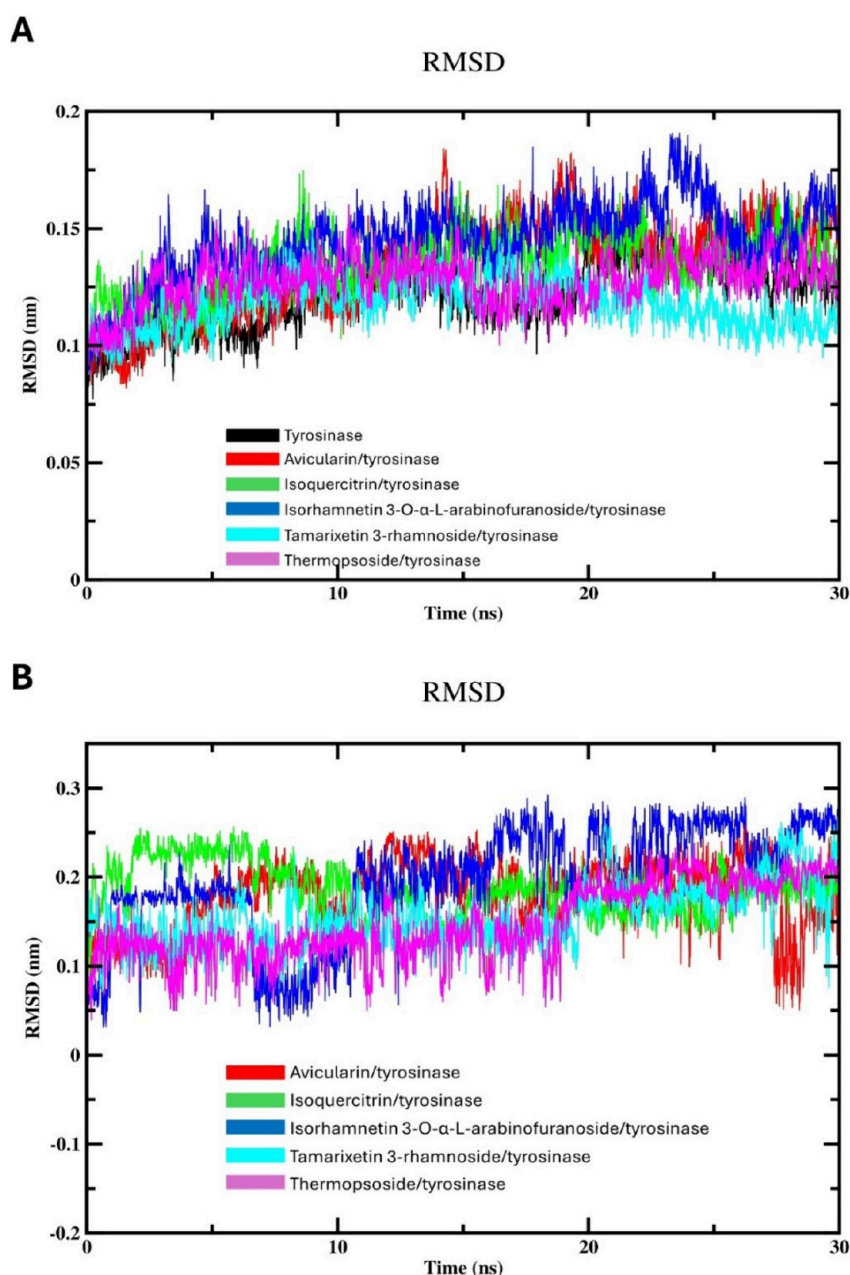 A
RMSD
0.2
0.15
0.1
0.05
0
RMSD (nm)
Tyrosinase
Avicularin/tyrosinase
Isoquercitrin/tyrosinase
Isorhamnetin 3-O-α-L-arabinofuranoside/tyrosinase
Tamarixetin 3-rhamnoside/tyrosinase
Thermopsoside/tyrosinase
0 10 20 30
Time (ns)
B
RMSD
0.3
0.2
0.1
0
-0.1
-0.2
RMSD (nm)
Avicularin/tyrosinase
Isoquercitrin/tyrosinase
Isorhamnetin 3-O-α-L-arabinofuranoside/tyrosinase
Tamarixetin 3-rhamnoside/tyrosinase
Thermopsoside/tyrosinase
0 10 20 30
Time (ns)